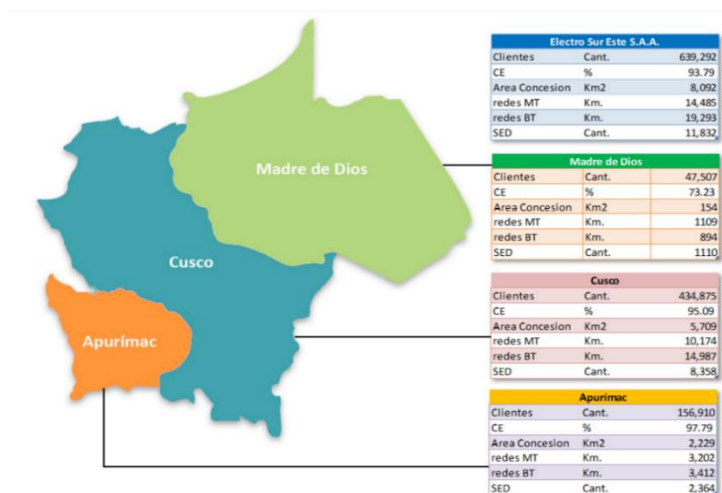 Madre de Dios
Cusco
Apurímac
Electro Sur Este S.A.A.
Clientes Cant. 639,292
CE % 93.79
Area Concesion Km2 8,092
redes MT Km. 14,485
redes BT Km. 19,293
SED Cant. 11,832
Madre de Dios
Clientes Cant. 47,507
CE % 73.23
Area Concesion Km2 154
redes MT Km. 1109
redes BT Km. 894
SED Cant. 1110
Cusco
Clientes Cant. 434,875
CE % 95.09
Area Concesion Km2 5,709
redes MT Km. 10,174
redes BT Km. 14,987
SED Cant. 8,358
Apurímac
Clientes Cant. 156,910
CE % 97.79
Area Concesion Km2 2,229
redes MT Km. 3,202
redes BT Km. 3,412
SED Cant. 2,364